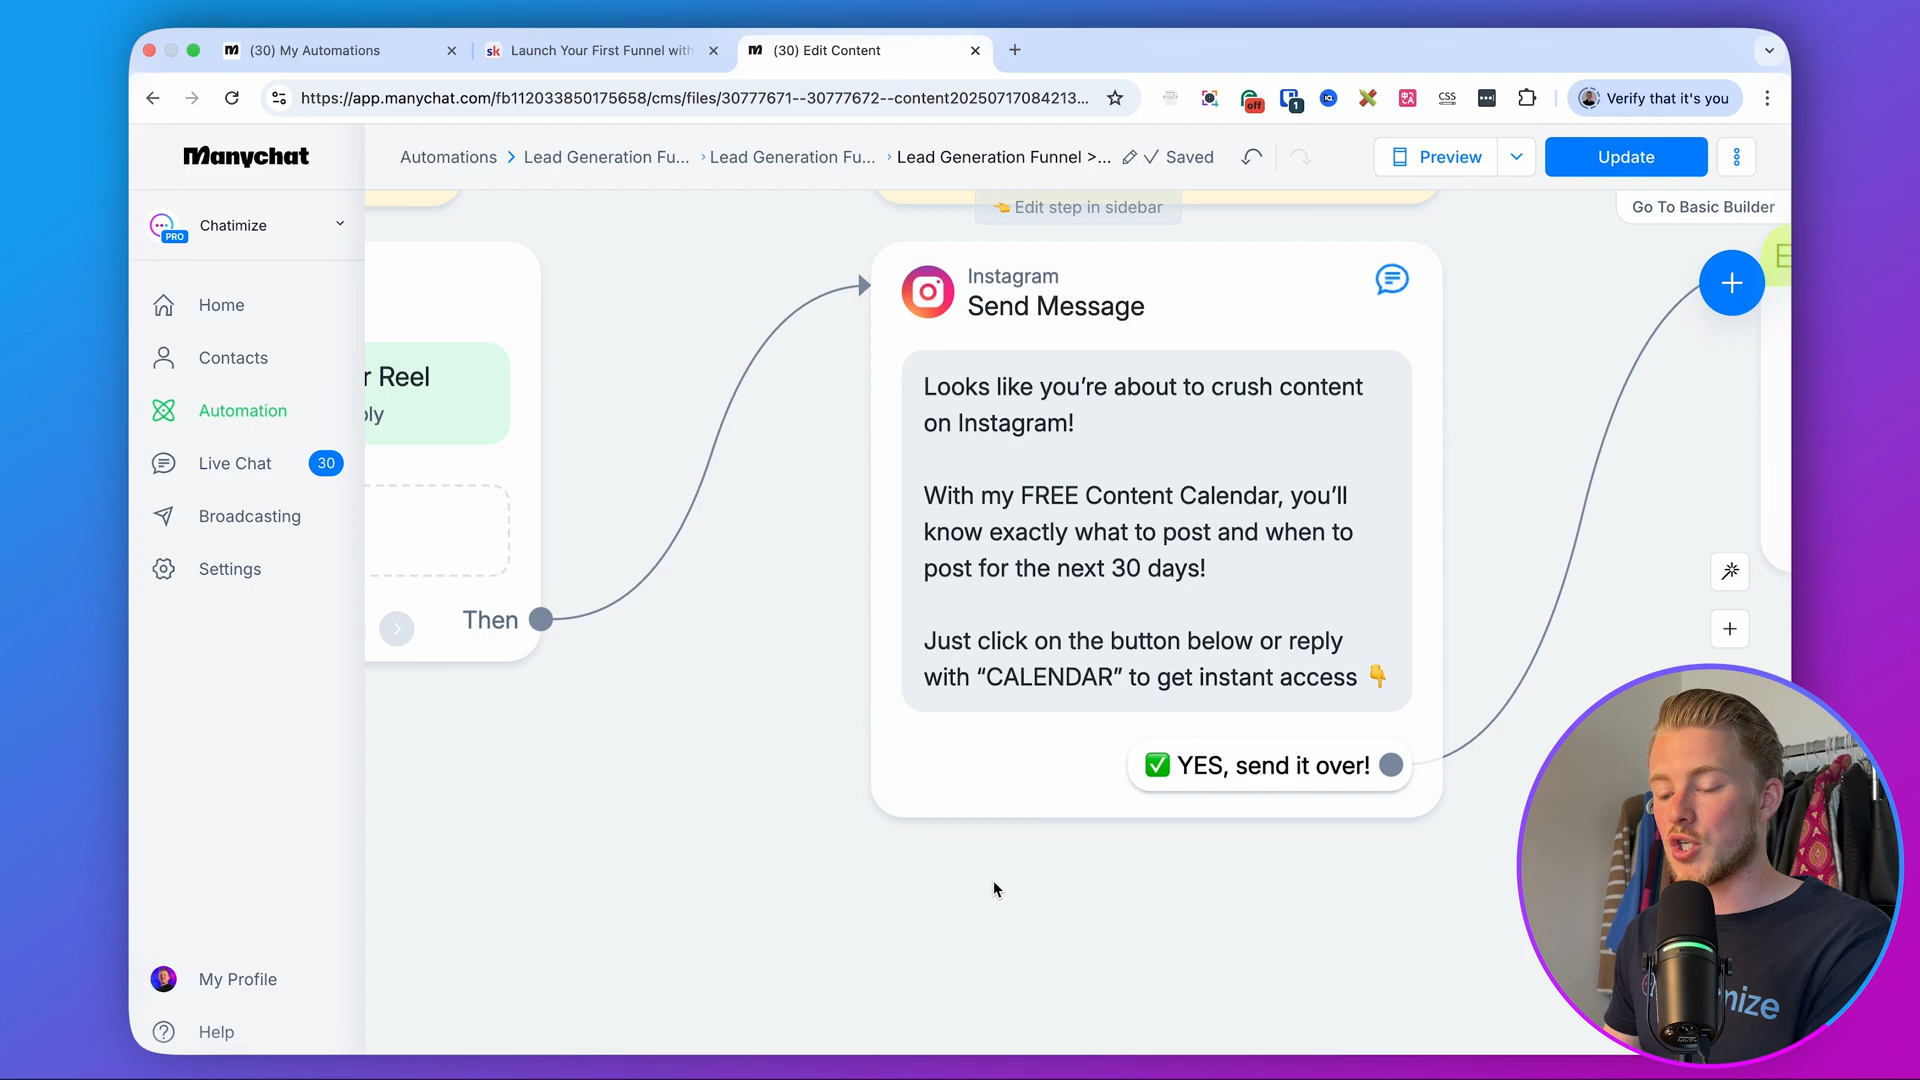 (30) My Automations
sk Launch Your First Funnel with
(30) Edit Content
https://app.manychat.com/fb112033850175658/cms/files/30777671--30777672--content20250717084213...
off
1
CSS
Verify that it's you
Manychat
Automations
Lead Generation Fu...
Lead Generation Fu...
Lead Generation Funnel >...
Saved
Preview
Update
Edit step in sidebar
Go To Basic Builder
PRO
Chatimize
Home
Contacts
Automation
Live Chat
30
Broadcasting
Settings
My Profile
Help
r Reel
ply
Then
Instagram
Send Message
Looks like you’re about to crush content
on Instagram!
With my FREE Content Calendar, you’ll
know exactly what to post and when to
post for the next 30 days!
Just click on the button below or reply
with “CALENDAR” to get instant access 👇
✅ YES, send it over!